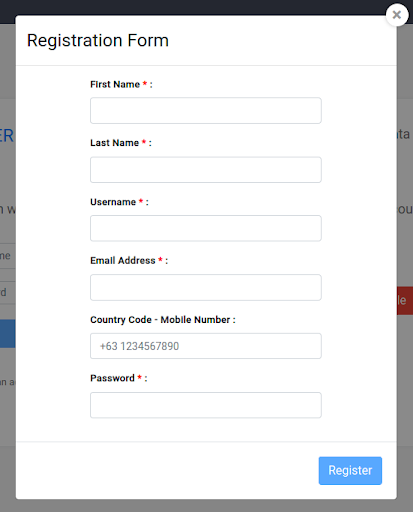 Registration Form
First Name * :
Last Name * :
Username * :
Email Address * :
Country Code - Mobile Number :
+63 1234567890
Password * :
Register